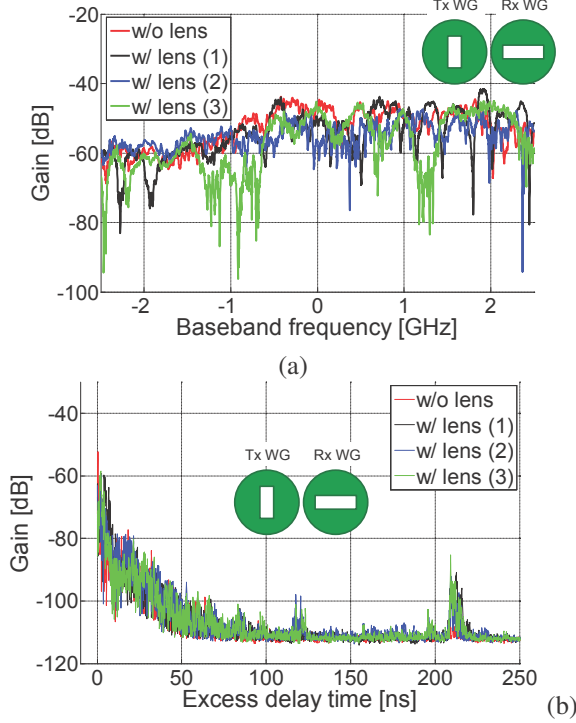 Tx WG Rx WG
w/o lens
w/ lens (1)
w/ lens (2)
w/ lens (3)
Gain [dB]
-20
-40
-60
-80
-100
-2 -1 0 1 2
Baseband frequency [GHz]
(a)
w/o lens
w/ lens (1)
w/ lens (2)
w/ lens (3)
Tx WG Rx WG
Gain [dB]
-40
-60
-80
-100
-120
0 50 100 150 200 250
Excess delay time [ns]
(b)